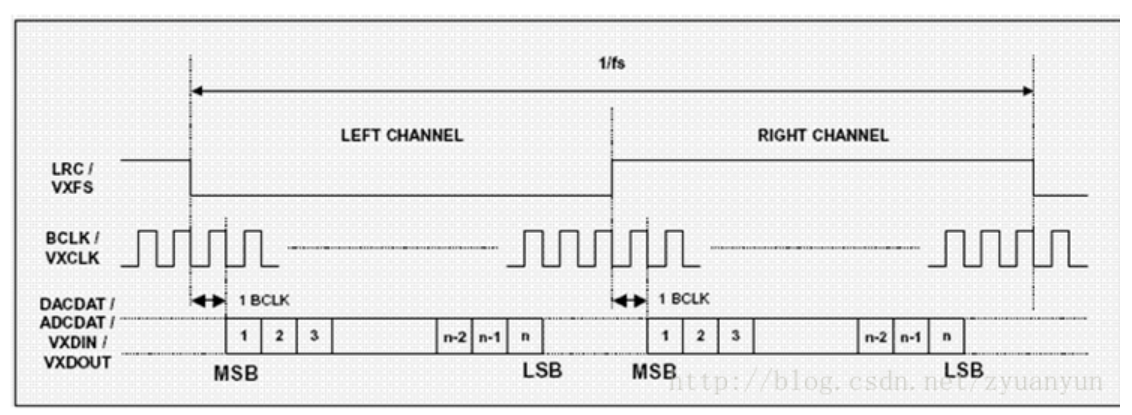 1/fs
LEFT CHANNEL RIGHT CHANNEL
LRC /
VXFS
BCLK /
VXCLK
1 BCLK 1 BCLK
DACDAT /
ADCDAT /
VXDIN /
VXDOUT
1 2 3 n-2 n-1 n 1 2 3 n-2 n-1 n
MSB LSB MSB LSB
http://blog.csdn.net/zyuanyun